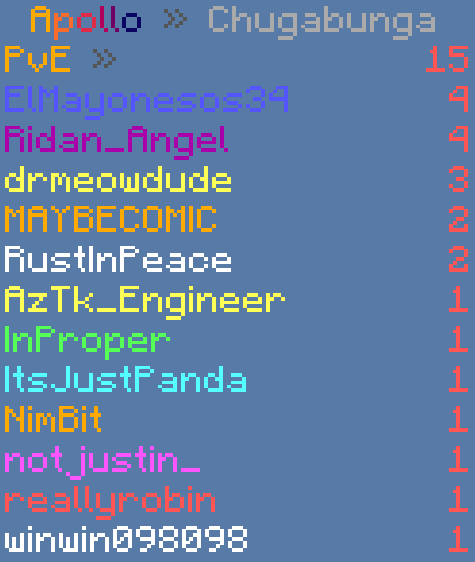 Apollo » Chugabunga
PvE » 15
ElMayonesos34 4
Ridan_Angel 4
drmeowdude 3
MAYBECOMIC 2
RustInPeace 2
AzTk_Engineer 1
InProper 1
ItsJustPanda 1
NimBit 1
not_justin_ 1
reallyrobin 1
winwin098098 1